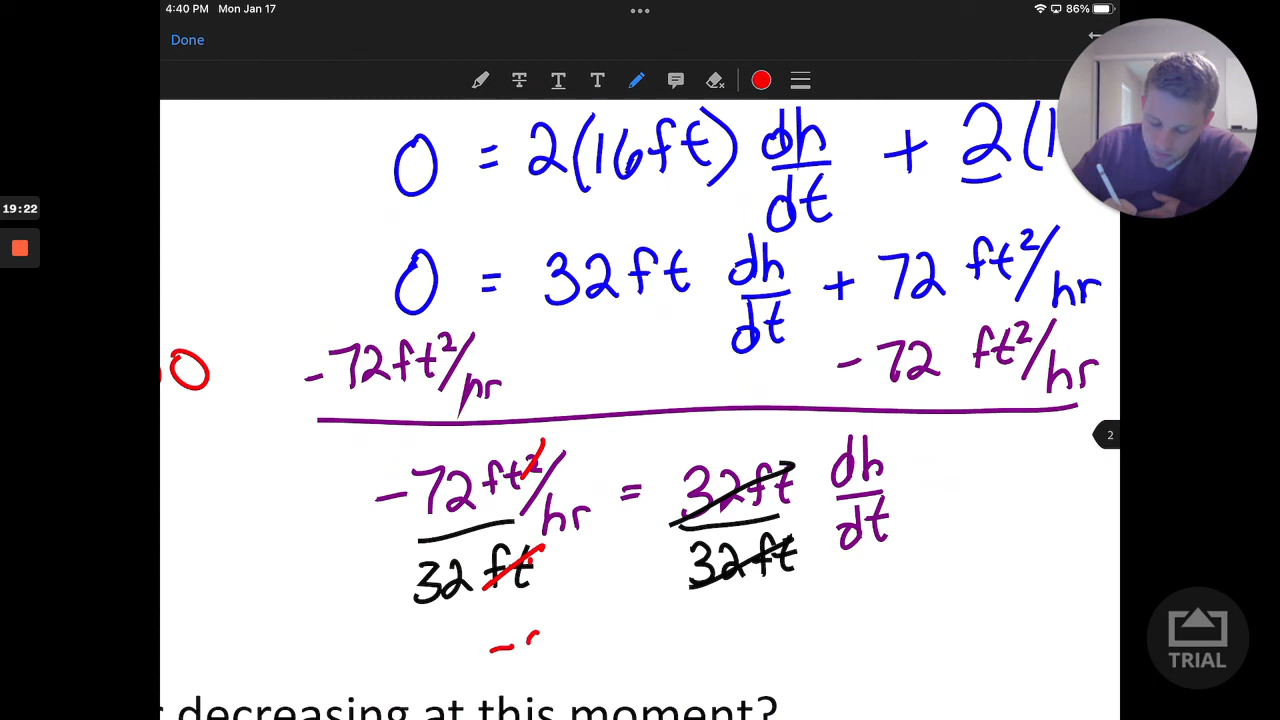 4:40 PM Mon Jan 17
86%
Done
T T T
19:22
0 = 2(16ft) dh/dt + 2(1
0 = 32ft dh/dt + 72 ft²/hr
0
-72ft²/hr - 72 ft²/hr
2
-72ft²/hr / 32ft = 32ft / 32ft dh/dt
-
decreasing at this moment?
TRIAL